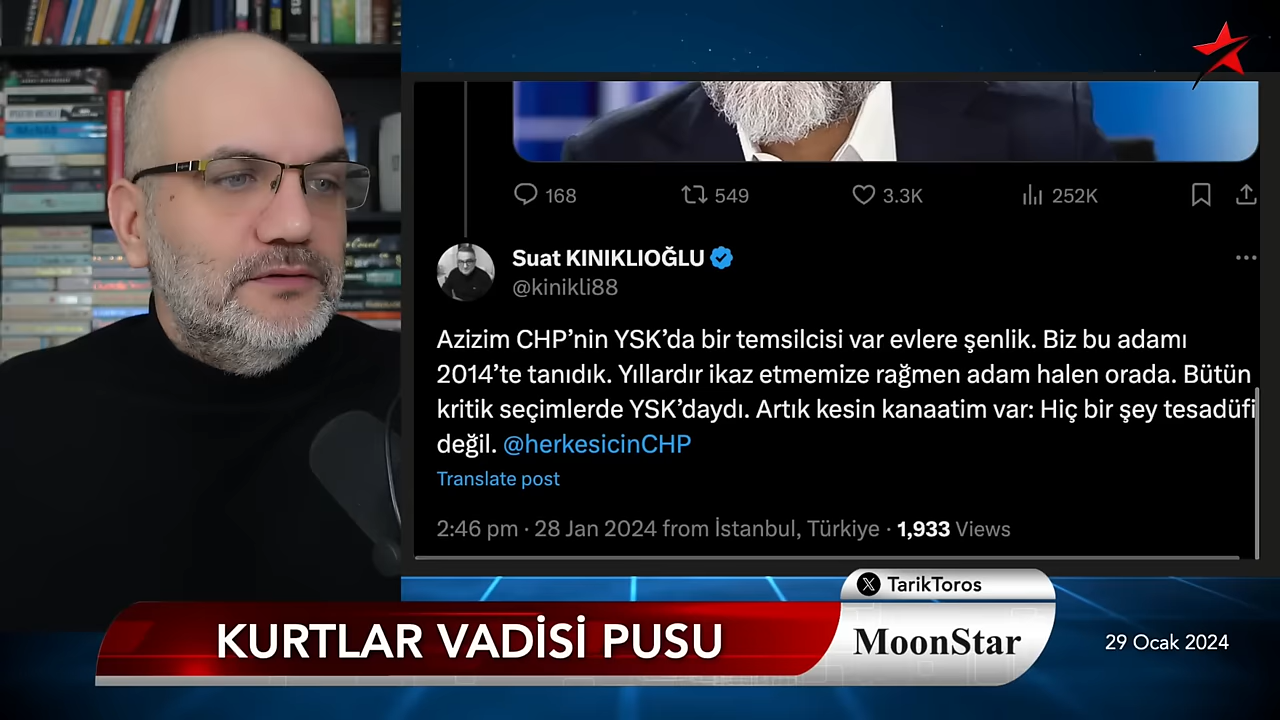 168 549 3.3K 252K
Suat KINIKLIOĞLU
@kinikli88
Azizim CHP’nin YSK’da bir temsilcisi var evlere şenlik. Biz bu adamı
2014’te tanıdık. Yıllardır ikaz etmemize rağmen adam halen orada. Bütün
kritik seçimlerde YSK’daydı. Artık kesin kanaatim var: Hiç bir şey tesadüfi
değil. @herkesicinCHP
Translate post
2:46 pm · 28 Jan 2024 from İstanbul, Türkiye · 1,933 Views
TarikToros
KURTLAR VADİSİ PUSU
MoonStar
29 Ocak 2024